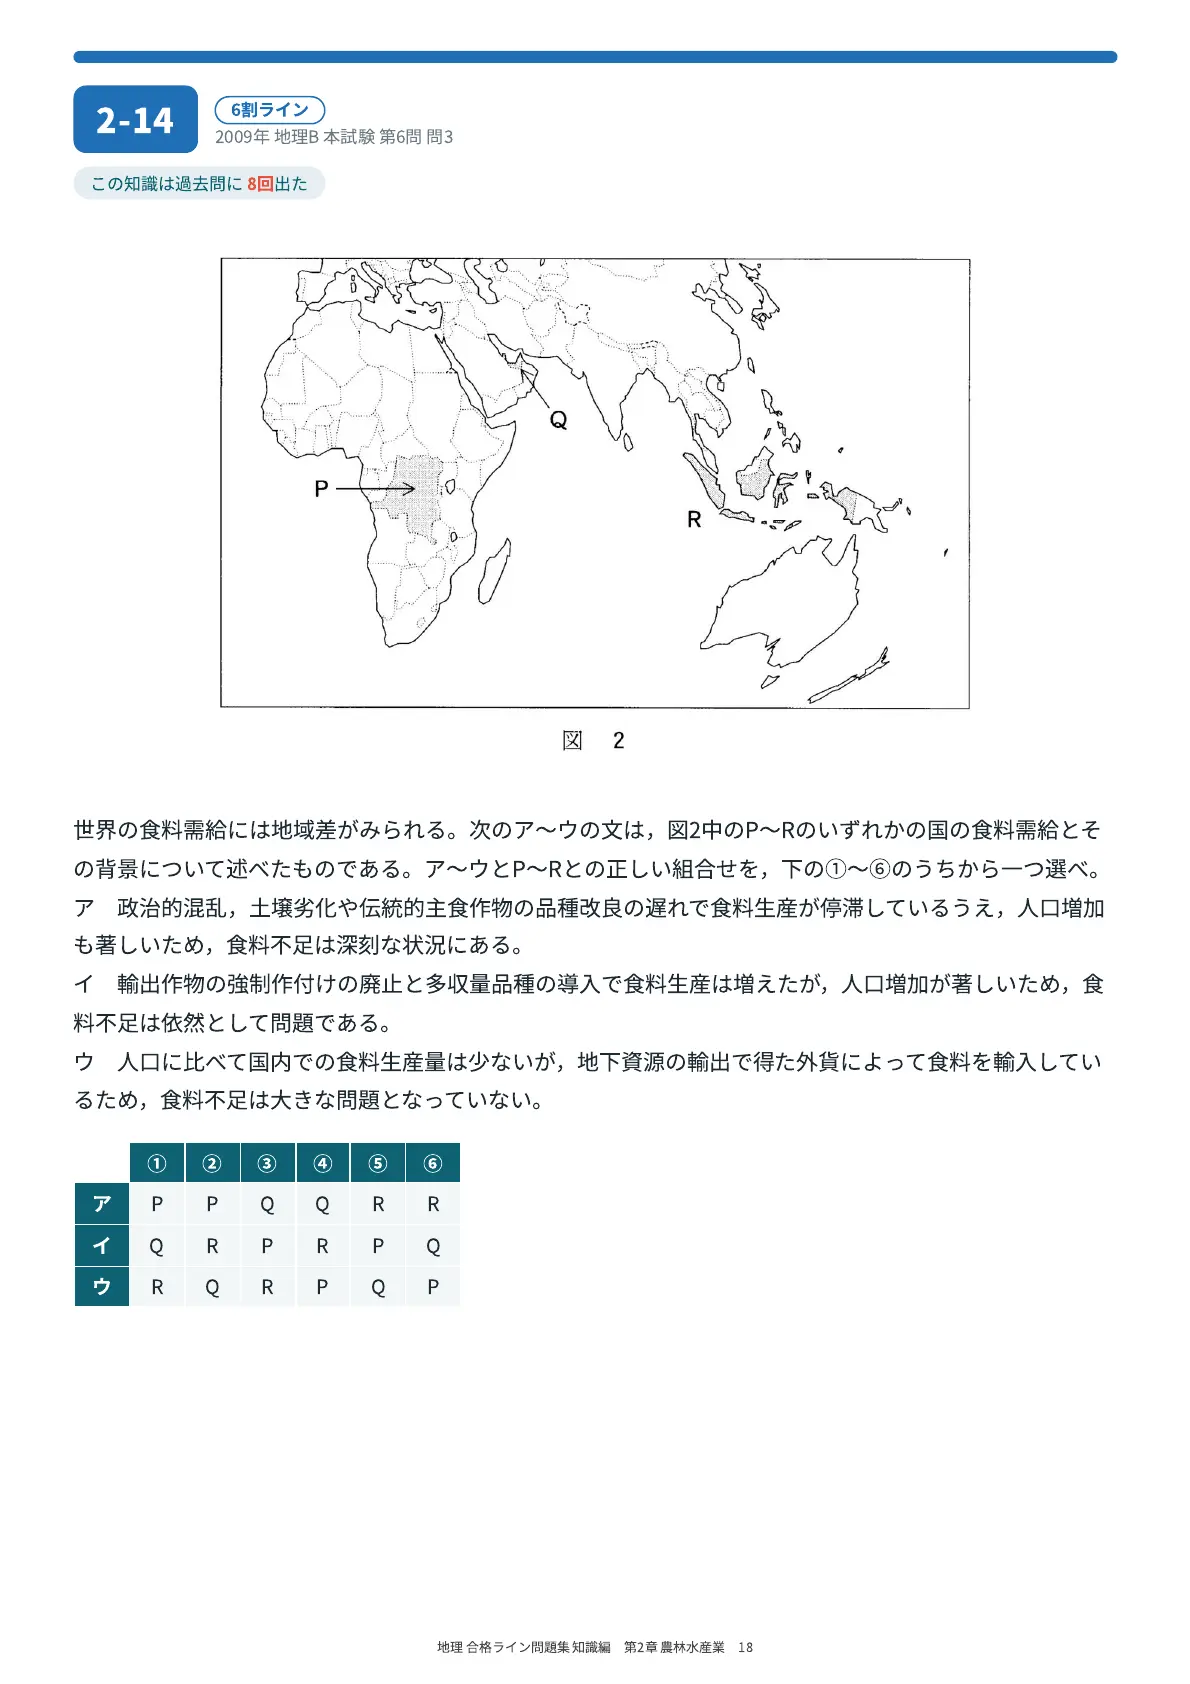 2-14
6割ライン
2009年 地理B 本試験 第6問 問3
この知識は過去問に 8回出た
P
Q
R
図 2
世界の食料需給には地域差がみられる。次のア～ウの文は，図2中のP～Rのいずれかの国の食料需給とそ
の背景について述べたものである。ア～ウとP～Rとの正しい組合せを，下の①～⑥のうちから一つ選べ。
ア　政治的混乱，土壌劣化や伝統的主食作物の品種改良の遅れで食料生産が停滞しているうえ，人口増加
も著しいため，食料不足は深刻な状況にある。
イ　輸出作物の強制作付けの廃止と多収量品種の導入で食料生産は増えたが，人口増加が著しいため，食
料不足は依然として問題である。
ウ　人口に比べて国内での食料生産量は少ないが，地下資源の輸出で得た外貨によって食料を輸入してい
るため，食料不足は大きな問題となっていない。
① ② ③ ④ ⑤ ⑥
ア P P Q Q R R
イ Q R P R P Q
ウ R Q R P Q P
地理 合格ライン問題集 知識編　第2章 農林水産業　18